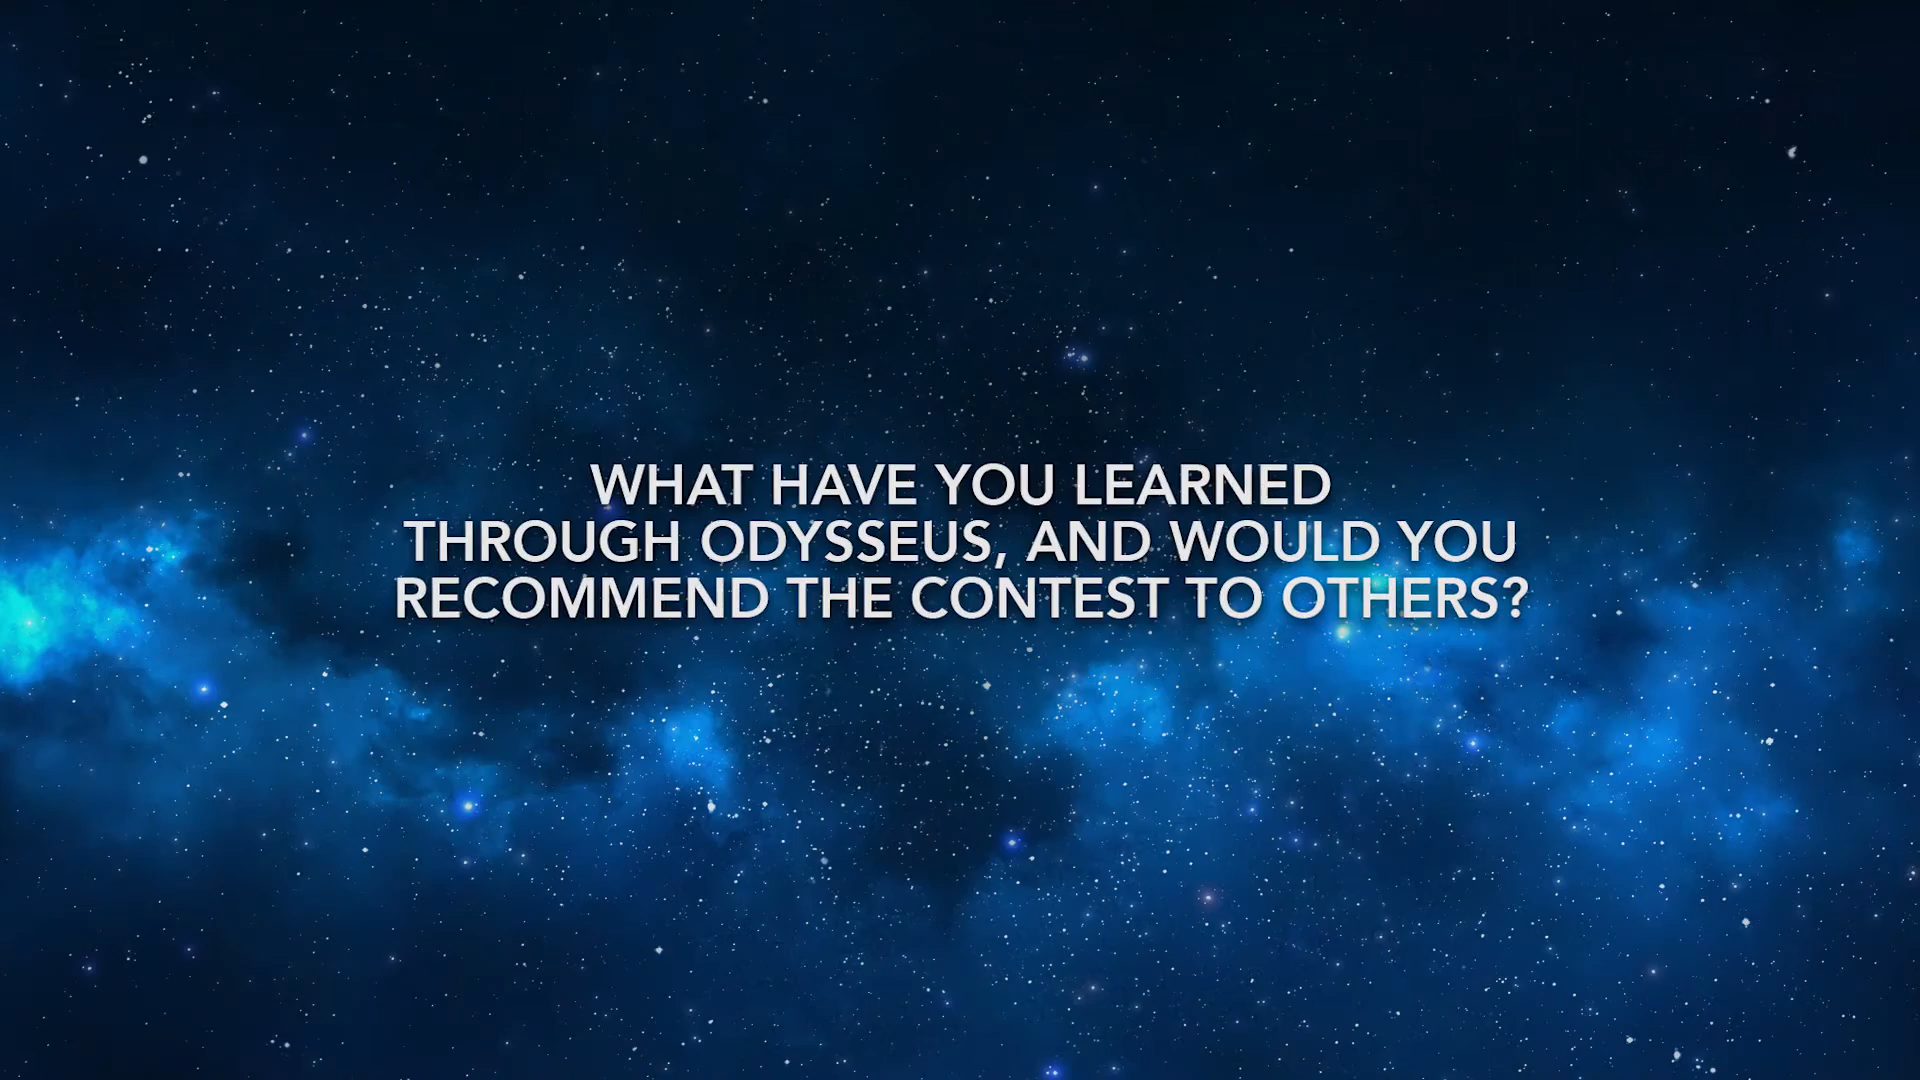 WHAT HAVE YOU LEARNED
THROUGH ODYSSEUS, AND WOULD YOU
RECOMMEND THE CONTEST TO OTHERS?